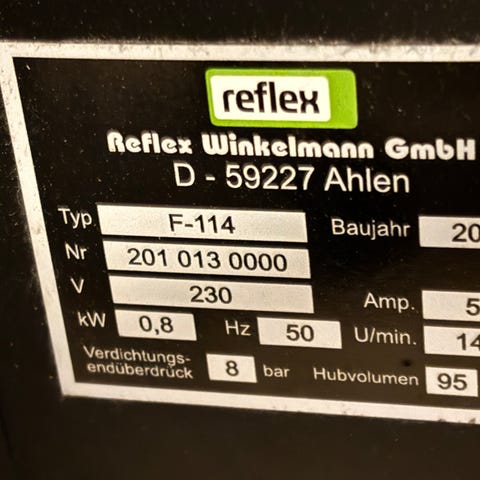 reflex
Reflex Winkelmann GmbH
D - 59227 Ahlen
Typ F-114 Baujahr 20
Nr 201 013 0000
V 230 Amp. 5
kW 0,8 Hz 50 U/min. 14
Verdichtungs-
endüberdrück 8 bar Hubvolumen 95